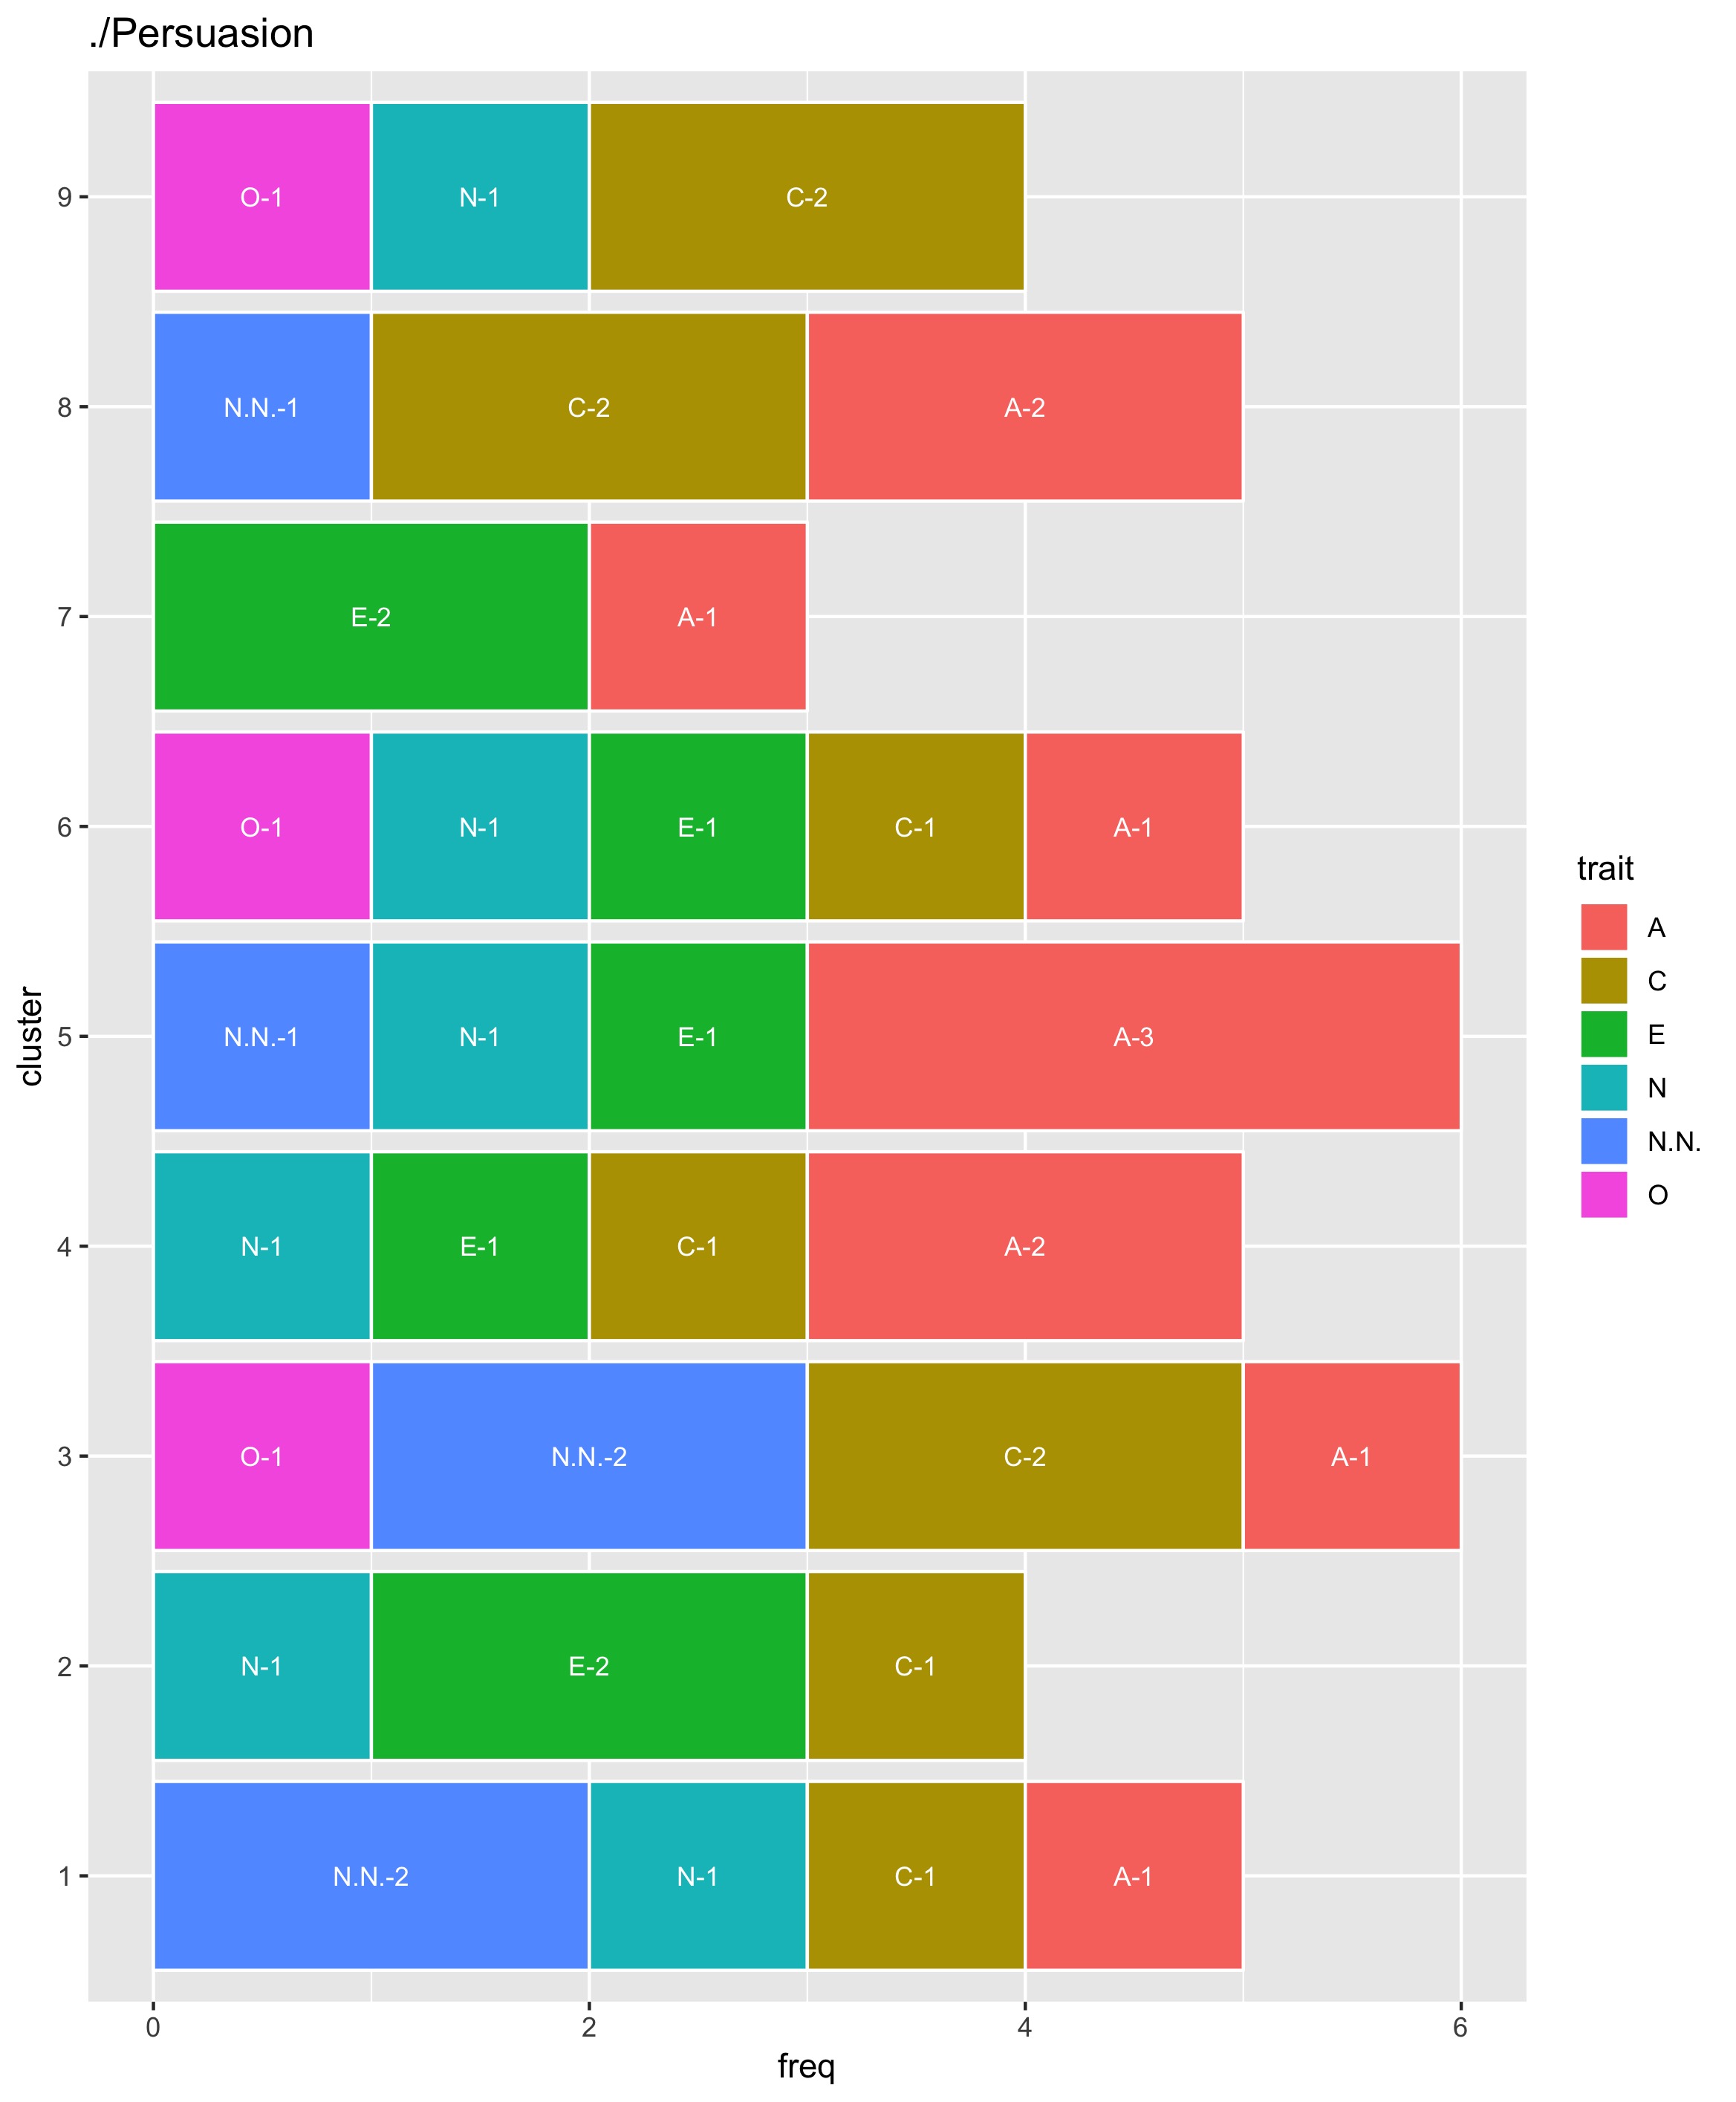 ./Persuasion
9
O-1 N-1 C-2
8
N.N.-1 C-2 A-2
7
E-2 A-1
6
O-1 N-1 E-1 C-1 A-1
5
N.N.-1 N-1 E-1 A-3
4
N-1 E-1 C-1 A-2
3
O-1 N.N.-2 C-2 A-1
2
N-1 E-2 C-1
1
N.N.-2 N-1 C-1 A-1
cluster
0 2 4 6
freq
trait
A
C
E
N
N.N.
O